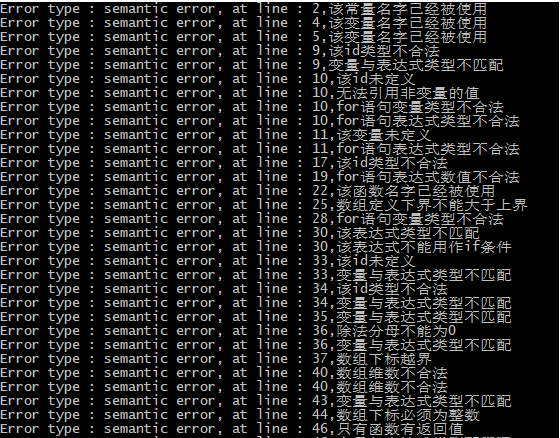 Error type : semantic error, at line : 2,该常量名字已经被使用
Error type : semantic error, at line : 4,该变量名字已经被使用
Error type : semantic error, at line : 5,该变量名字已经被使用
Error type : semantic error, at line : 9,该id类型不合法
Error type : semantic error, at line : 9,变量与表达式类型不匹配
Error type : semantic error, at line : 10,该id未定义
Error type : semantic error, at line : 10,无法引用非变量的值
Error type : semantic error, at line : 10,for语句变量类型不合法
Error type : semantic error, at line : 10,for语句表达式类型不合法
Error type : semantic error, at line : 11,该变量未定义
Error type : semantic error, at line : 11,for语句表达式类型不合法
Error type : semantic error, at line : 17,该id类型不合法
Error type : semantic error, at line : 19,for语句表达式数值不合法
Error type : semantic error, at line : 22,该函数名字已经被使用
Error type : semantic error, at line : 25,数组定义下界不能大于上界
Error type : semantic error, at line : 28,for语句变量类型不合法
Error type : semantic error, at line : 30,该表达式类型不匹配
Error type : semantic error, at line : 30,该表达式不能用作if条件
Error type : semantic error, at line : 33,该id未定义
Error type : semantic error, at line : 33,变量与表达式类型不匹配
Error type : semantic error, at line : 34,该id类型不合法
Error type : semantic error, at line : 34,变量与表达式类型不匹配
Error type : semantic error, at line : 35,变量与表达式类型不匹配
Error type : semantic error, at line : 36,除法分母不能为0
Error type : semantic error, at line : 36,变量与表达式类型不匹配
Error type : semantic error, at line : 37,数组下标越界
Error type : semantic error, at line : 40,数组维数不合法
Error type : semantic error, at line : 40,数组维数不合法
Error type : semantic error, at line : 43,变量与表达式类型不匹配
Error type : semantic error, at line : 44,数组下标必须为整数
Error type : semantic error, at line : 46,只有函数有返回值